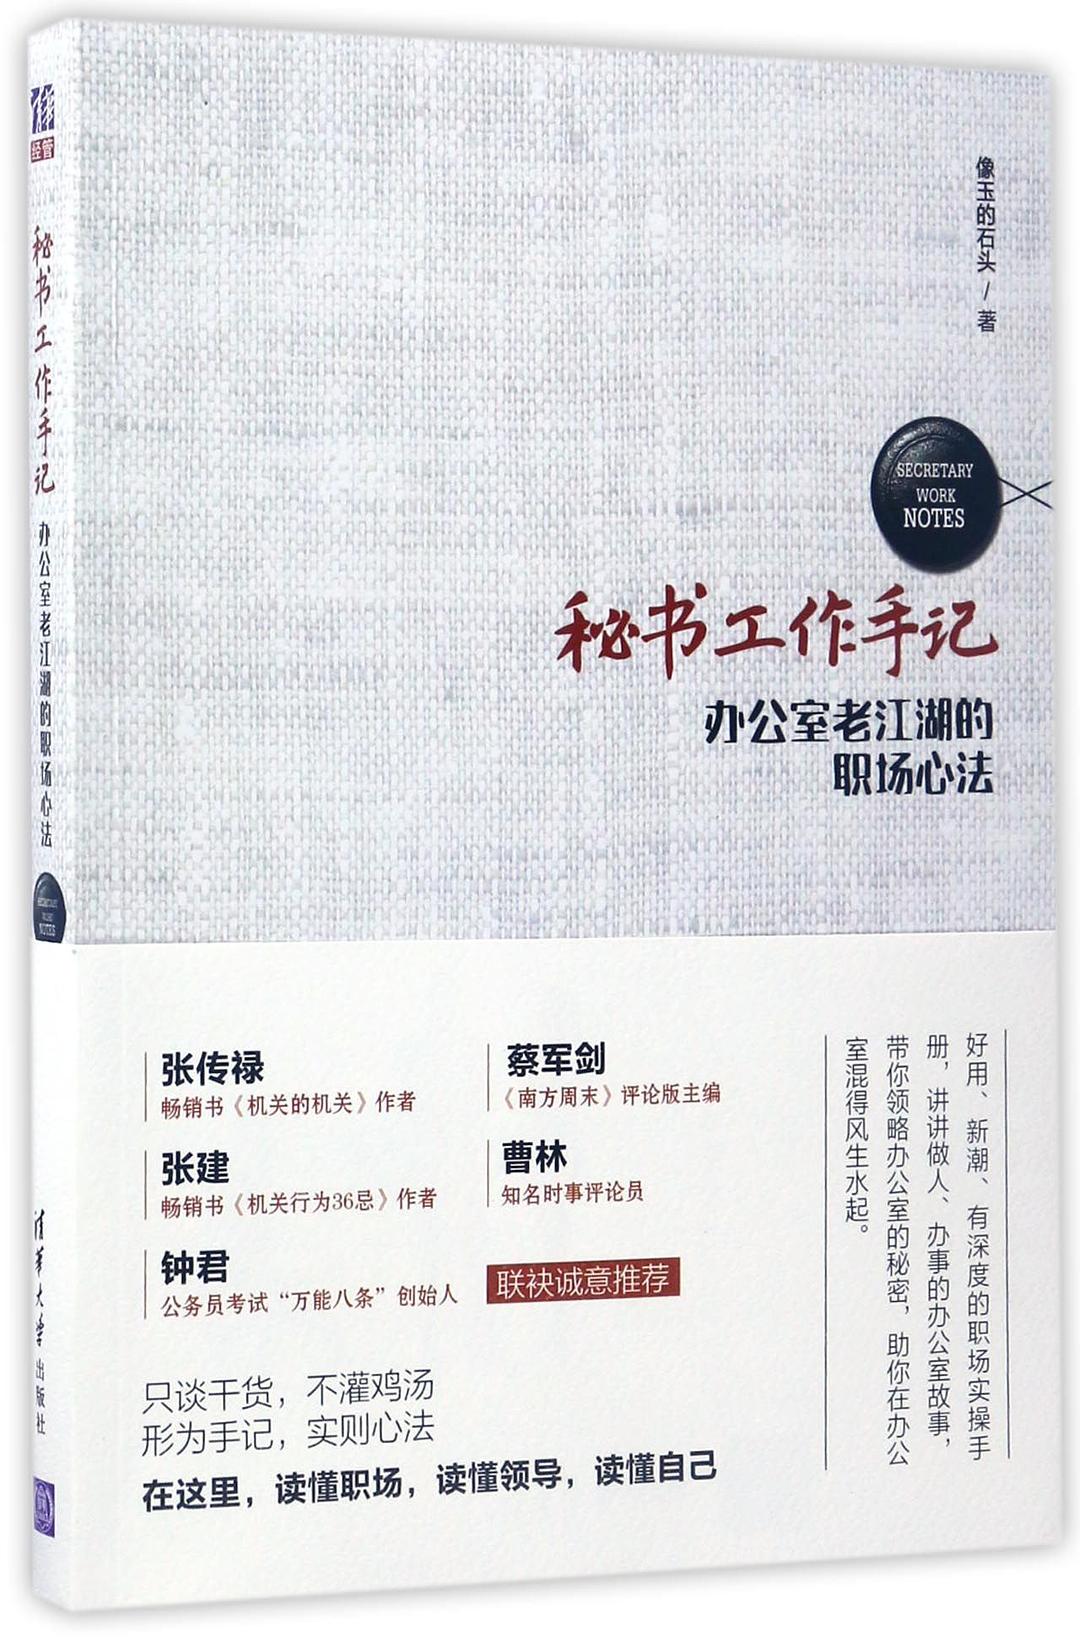 经管
秘书工作手记
办公室老江湖的职场心法
NOTES
清华大学出版社
像玉的石头/著
SECRETARY
WORK
NOTES
秘书工作手记
办公室老江湖的
职场心法
张传禄
畅销书《机关的机关》作者
张建
畅销书《机关行为36忌》作者
钟君
公务员考试“万能八条”创始人
蔡军剑
《南方周末》评论版主编
曹林
知名时事评论员
联袂诚意推荐
好用、新潮、有深度的职场实操手
册，讲讲做人、办事的办公室故事，
带你领略办公室的秘密，助你在办公
室混得风生水起。
只谈干货，不灌鸡汤
形为手记，实则心法
在这里，读懂职场，读懂领导，读懂自己